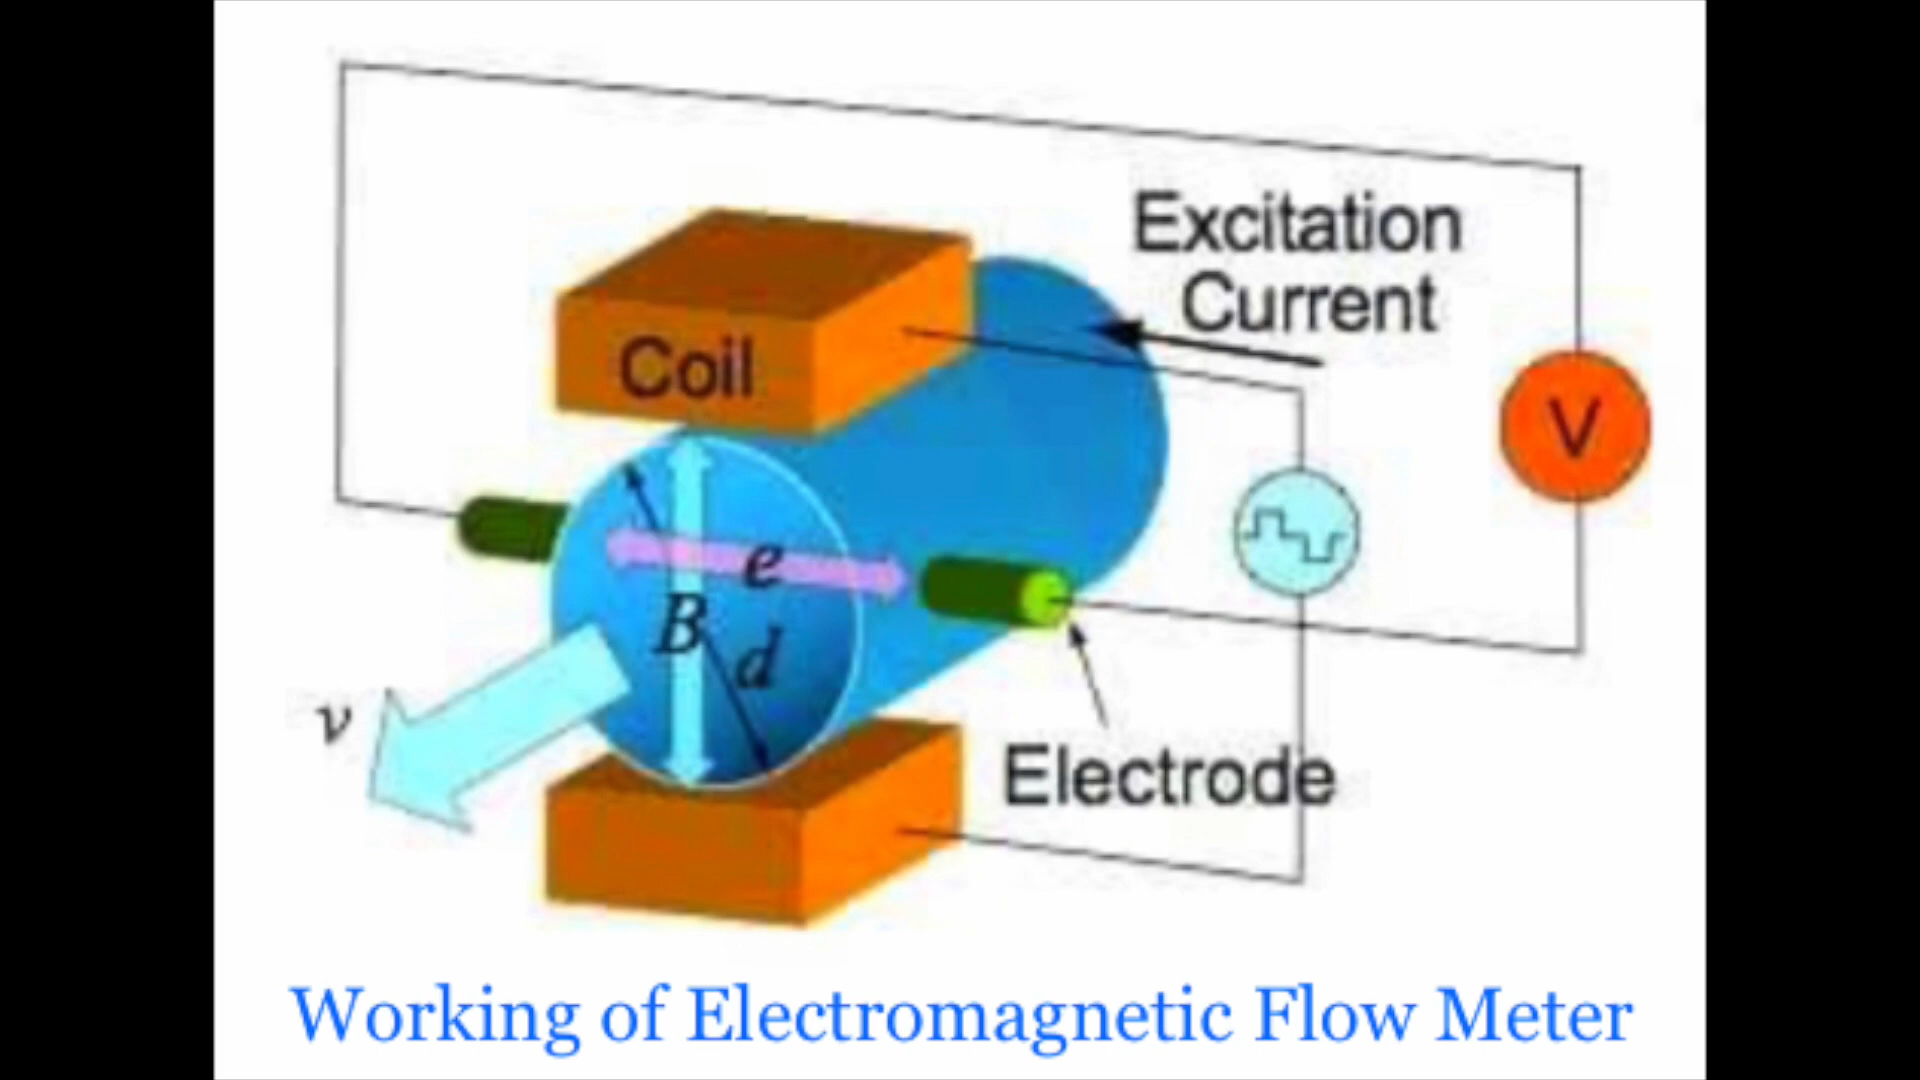 Excitation
Current
Coil
V
e
B
d
v
Electrode
Working of Electromagnetic Flow Meter